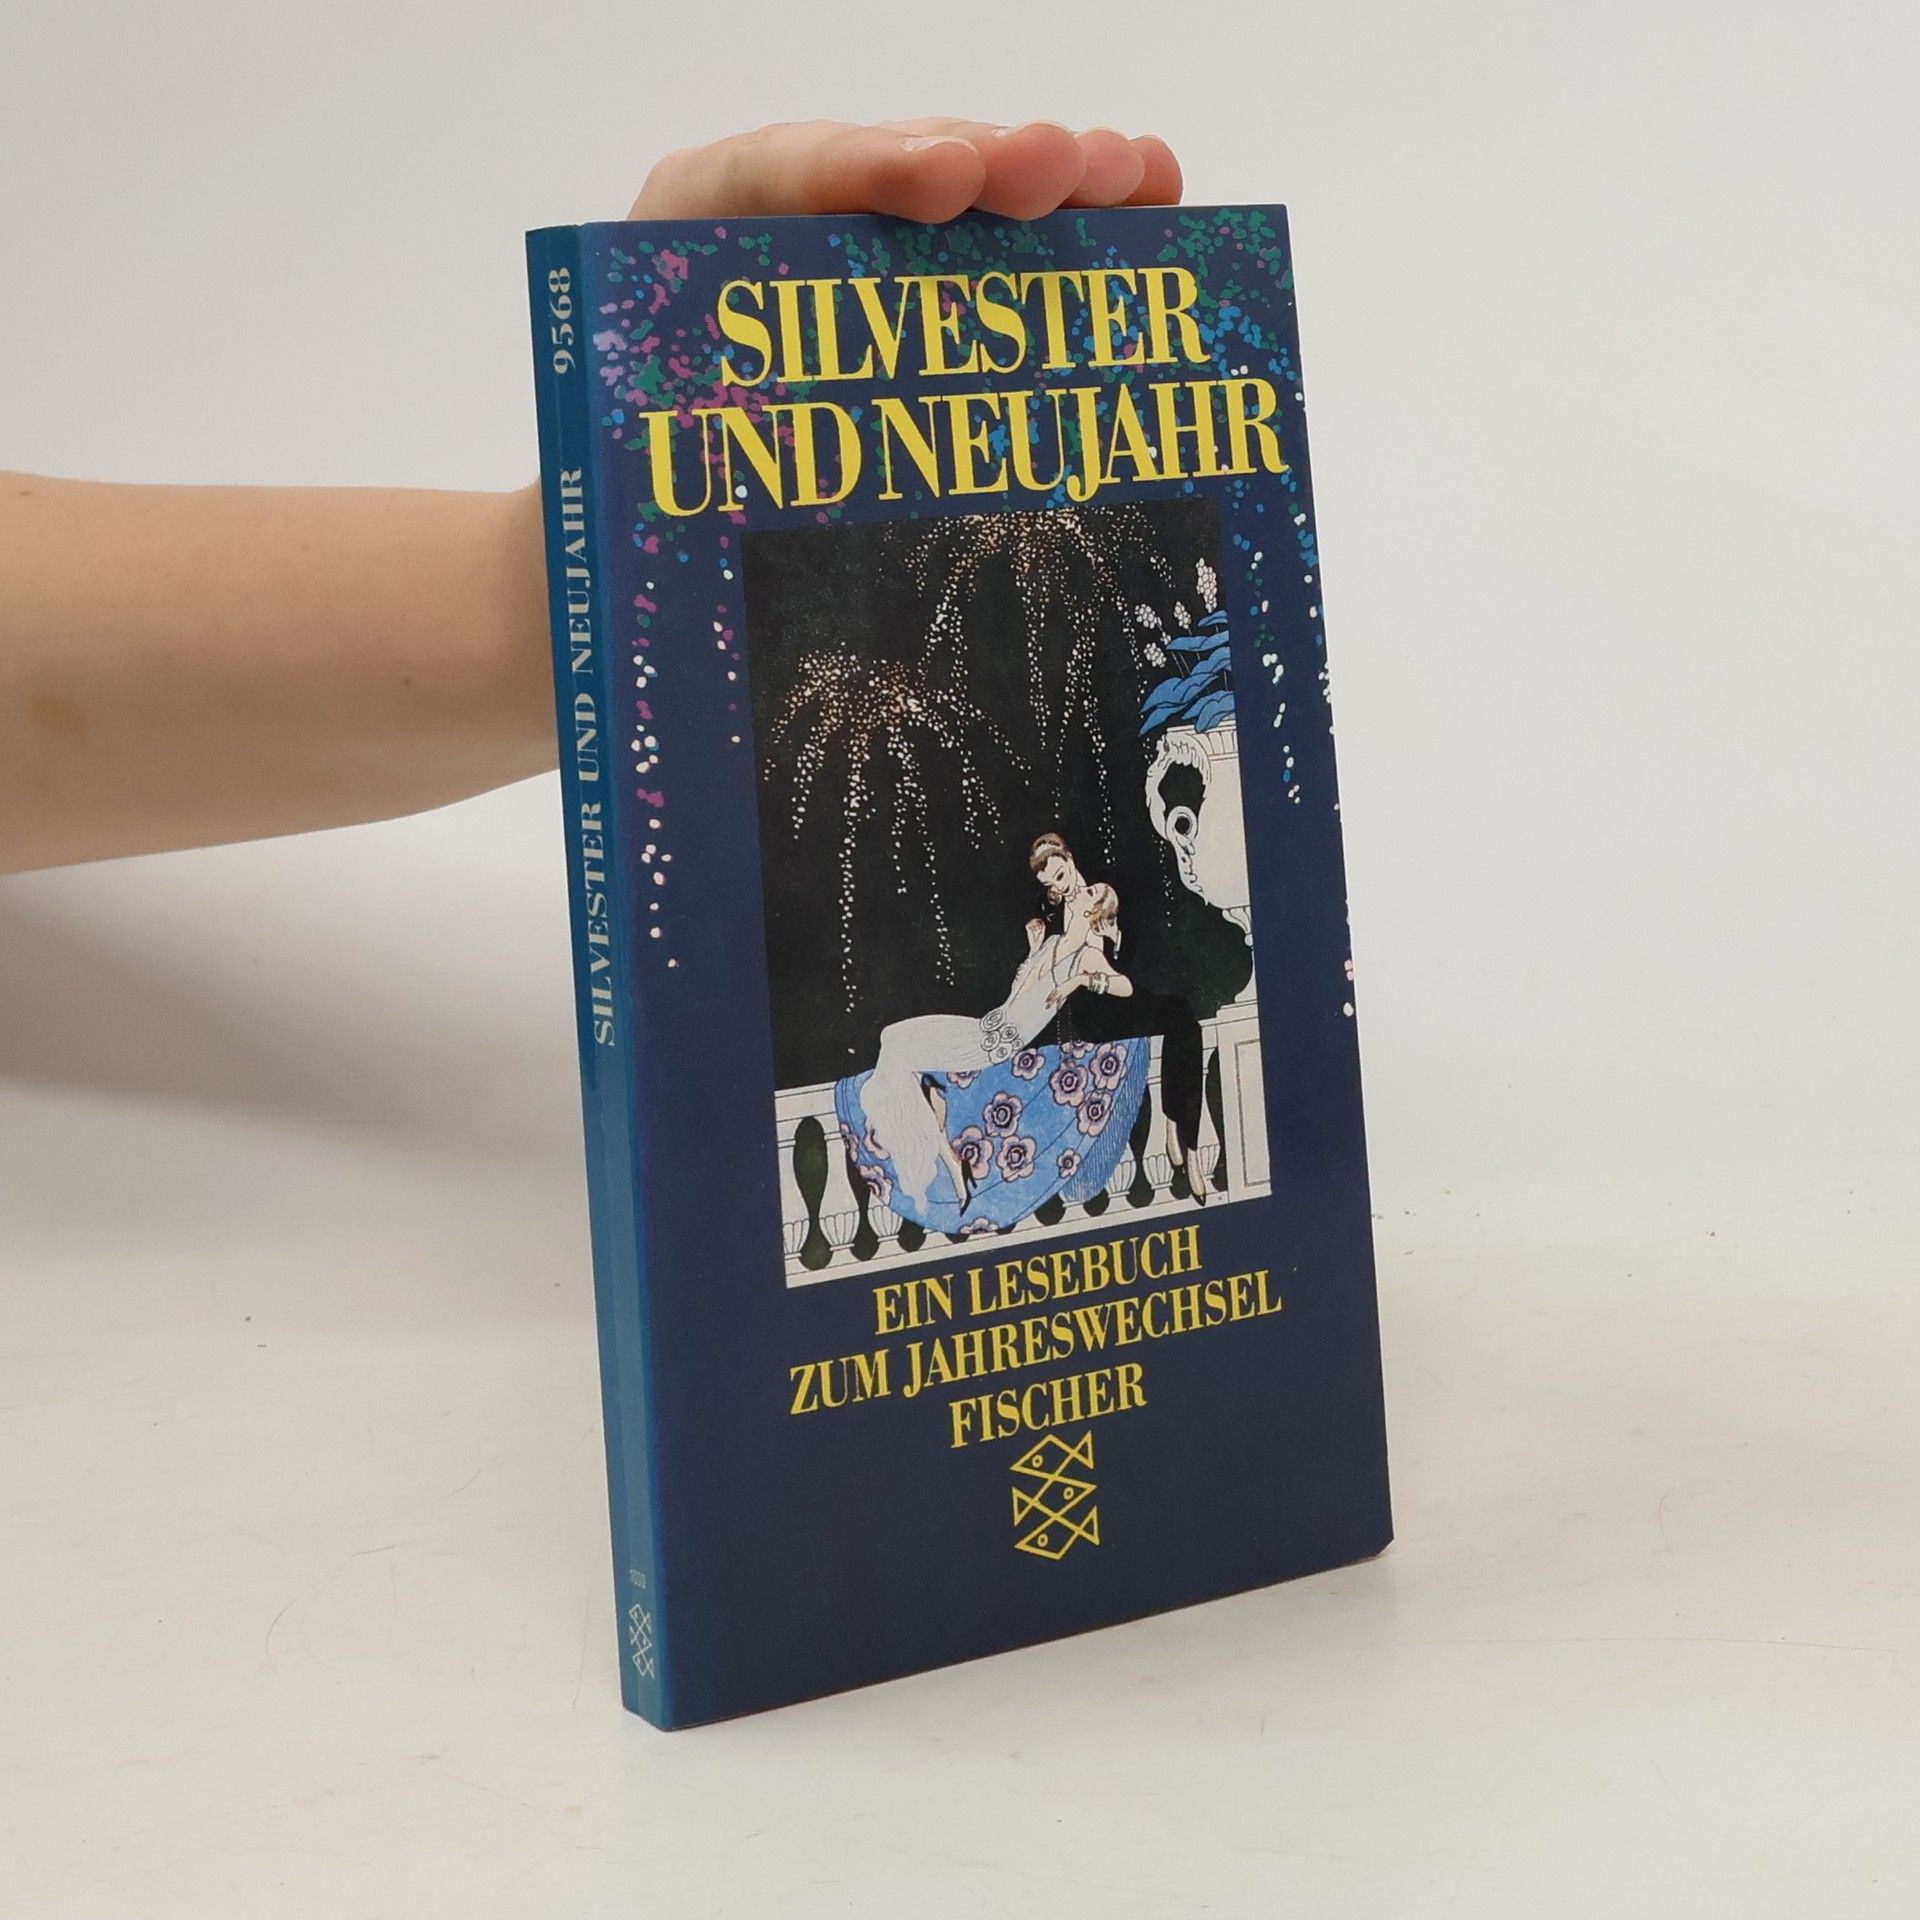 SILVESTER
UND NEUJAHR
EIN LESEBUCH
ZUM JAHRESWECHSEL
FISCHER
SILVESTER UND NEUJAHR 9568